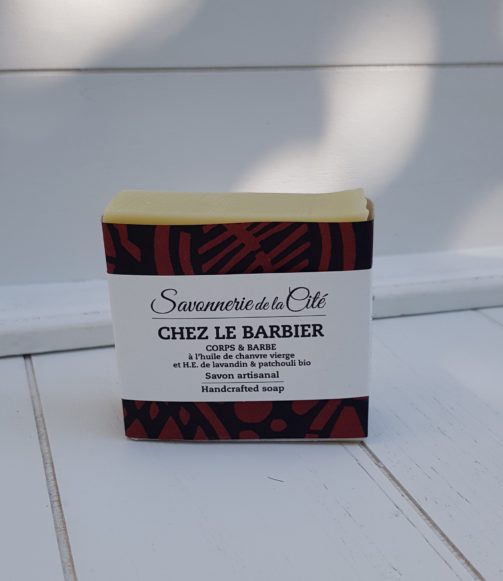 Savonnerie de la Cité
CHEZ LE BARBIER
CORPS & BARBE
à l'huile de chanvre vierge
et H.E. de lavandin & patchouli bio
Savon artisanal
Handcrafted soap